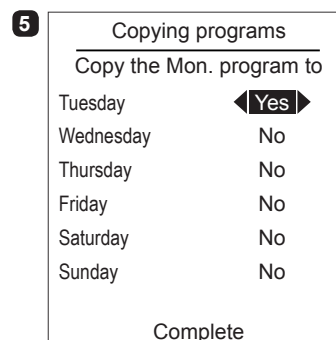 5
Copying programs
Copy the Mon. program to
Tuesday Yes
Wednesday No
Thursday No
Friday No
Saturday No
Sunday No
Complete